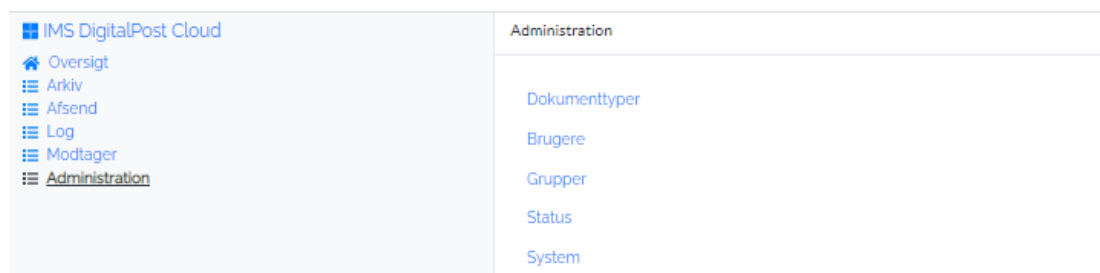 IMS DigitalPost Cloud
Oversigt
Arkiv
Afsend
Log
Modtager
Administration
Administration
Dokumenttyper
Brugere
Grupper
Status
System